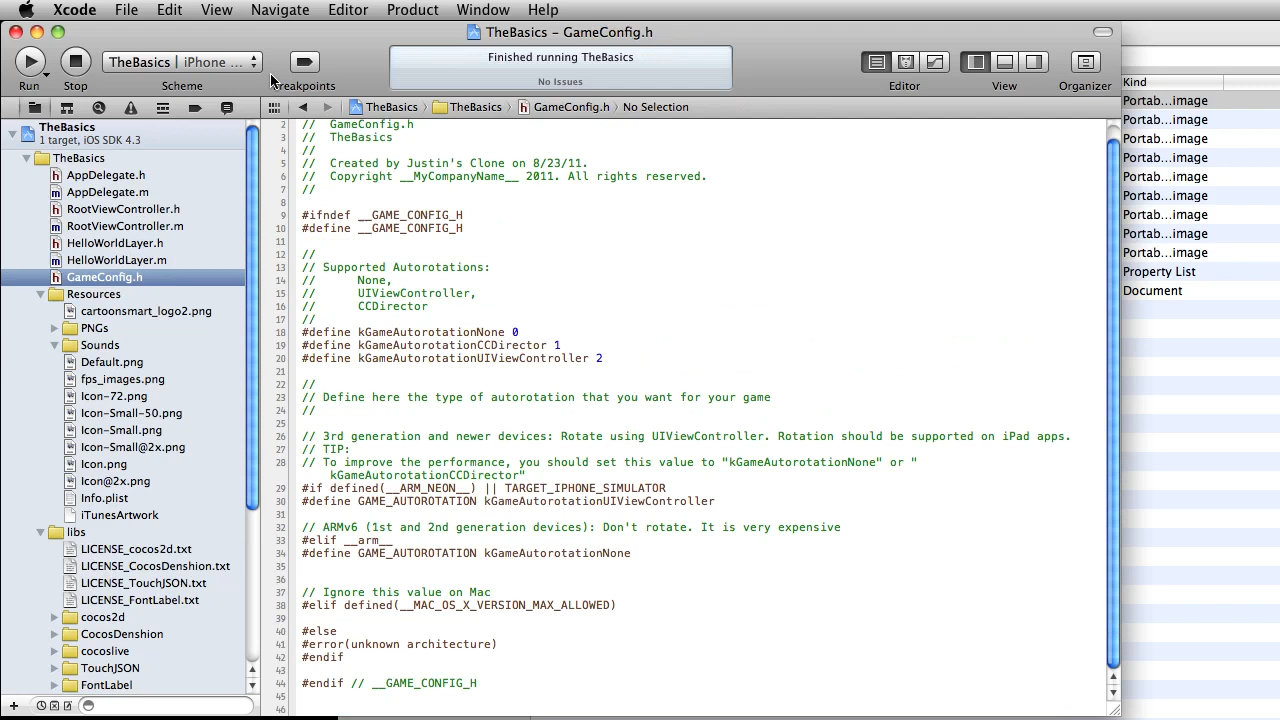 Xcode File Edit View Navigate Editor Product Window Help
TheBasics – GameConfig.h
TheBasics | iPhone ...
Finished running TheBasics
No Issues
Run Stop Scheme Breakpoints Editor View Organizer
TheBasics TheBasics GameConfig.h No Selection
TheBasics
1 target, iOS SDK 4.3
TheBasics
AppDelegate.h
AppDelegate.m
RootViewController.h
RootViewController.m
HelloWorldLayer.h
HelloWorldLayer.m
GameConfig.h
Resources
cartoonsmart_logo2.png
PNGs
Sounds
Default.png
fps_images.png
Icon-72.png
Icon-Small-50.png
Icon-Small.png
Icon-Small@2x.png
Icon.png
Icon@2x.png
Info.plist
iTunesArtwork
libs
LICENSE_cocos2d.txt
LICENSE_CocosDenshion.txt
LICENSE_TouchJSON.txt
LICENSE_FontLabel.txt
cocos2d
CocosDenshion
cocoslive
TouchJSON
FontLabel
2 // GameConfig.h
3 // TheBasics
4 //
5 // Created by Justin's Clone on 8/23/11.
6 // Copyright __MyCompanyName__ 2011. All rights reserved.
7 //
8
9 #ifndef __GAME_CONFIG_H
10 #define __GAME_CONFIG_H
11
12 //
13 // Supported Autorotations:
14 // None,
15 // UIViewController,
16 // CCDirector
17 //
18 #define kGameAutorotationNone 0
19 #define kGameAutorotationCCDirector 1
20 #define kGameAutorotationUIViewController 2
21
22 //
23 // Define here the type of autorotation that you want for your game
24 //
25
26 // 3rd generation and newer devices: Rotate using UIViewController. Rotation should be supported on iPad apps.
27 // TIP:
28 // To improve the performance, you should set this value to "kGameAutorotationNone" or "
kGameAutorotationCCDirector"
29 #if defined(__ARM_NEON__) || TARGET_IPHONE_SIMULATOR
30 #define GAME_AUTOROTATION kGameAutorotationUIViewController
31
32 // ARMv6 (1st and 2nd generation devices): Don't rotate. It is very expensive
33 #elif __arm__
34 #define GAME_AUTOROTATION kGameAutorotationNone
35
36
37 // Ignore this value on Mac
38 #elif defined(__MAC_OS_X_VERSION_MAX_ALLOWED)
39
40 #else
41 #error(unknown architecture)
42 #endif
43
44 #endif // __GAME_CONFIG_H
45
46
Kind
Portab...image
Portab...image
Portab...image
Portab...image
Portab...image
Portab...image
Portab...image
Portab...image
Portab...image
Property List
Document